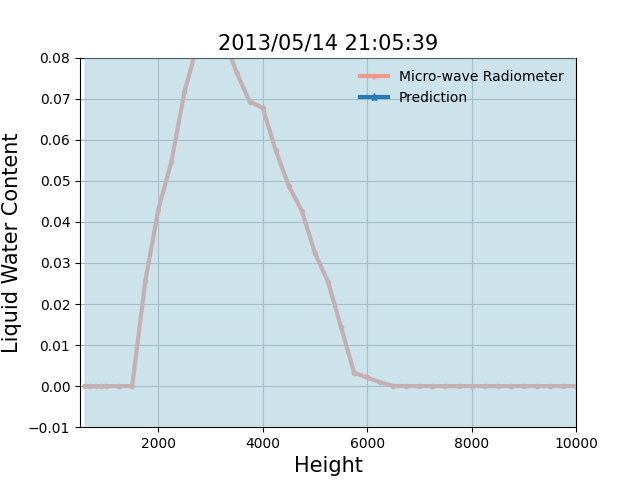 2013/05/14 21:05:39
Liquid Water Content
0.08
0.07
0.06
0.05
0.04
0.03
0.02
0.01
0.00
−0.01
Micro-wave Radiometer
Prediction
2000 4000 6000 8000 10000
Height